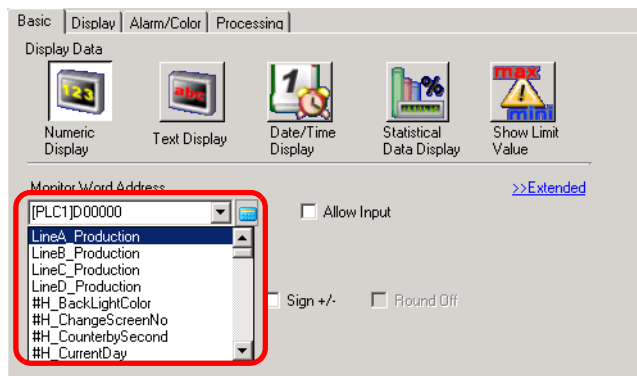 Basic Display Alarm/Color Processing
Display Data
123 abc 1 % max mini
Numeric Display Text Display Date/Time Display Statistical Data Display Show Limit Value
Monitor Word Address >>Extended
[PLC1]D00000 Allow Input
LineA_Production
LineB_Production
LineC_Production
LineD_Production
#H_BackLightColor Sign +/- Round Off
#H_ChangeScreenNo
#H_CounterbySecond
#H_CurrentDay